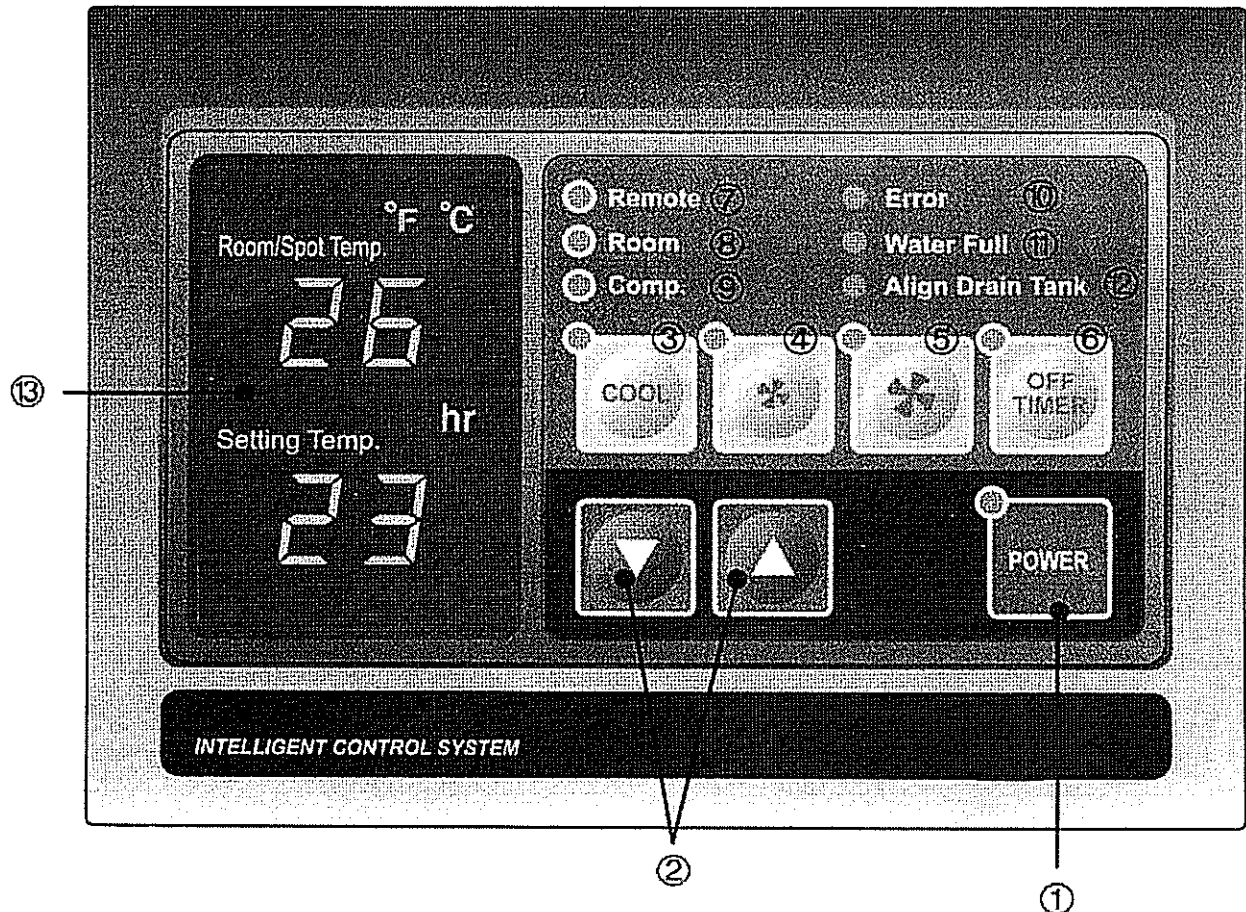 °F °C
Room/Spot Temp.
26
hr
Setting Temp.
23
Remote ⑦
Room ⑧
Comp. ⑨
Error ⑩
Water Full ⑪
Align Drain Tank ⑫
③ ④ ⑤ ⑥
COOL
OFF
TIMER
POWER
⑬
INTELLIGENT CONTROL SYSTEM
②
①